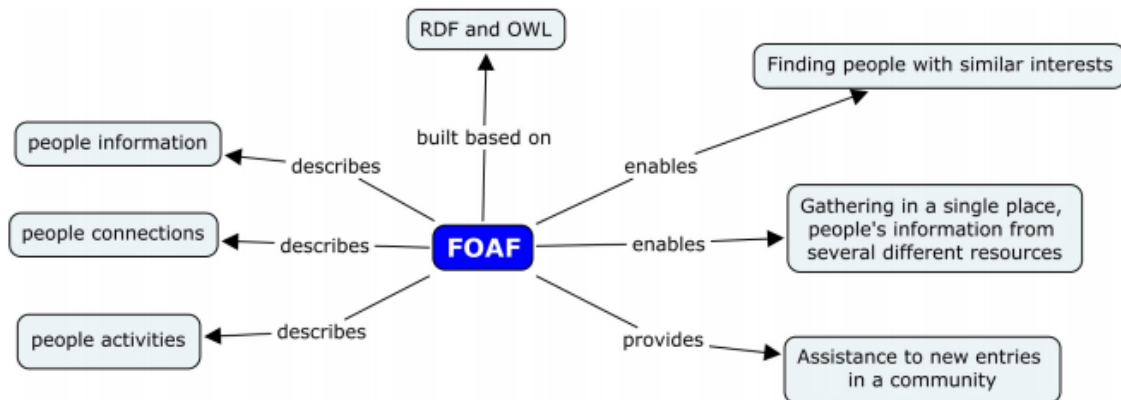 RDF and OWL
Finding people with similar interests
built based on
people information
describes
enables
Gathering in a single place,
people's information from
several different resources
people connections
describes
FOAF
enables
people activities
describes
provides
Assistance to new entries
in a community